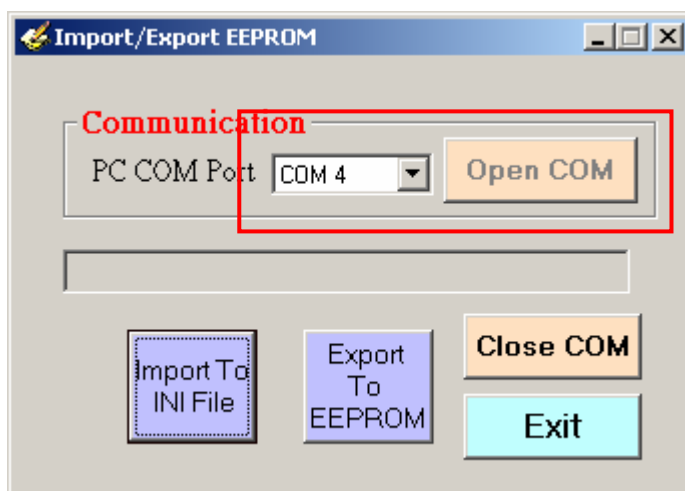 Import/Export EEPROM
Communication
PC COM Port COM 4 Open COM
Import To
INI File
Export
To
EEPROM
Close COM
Exit